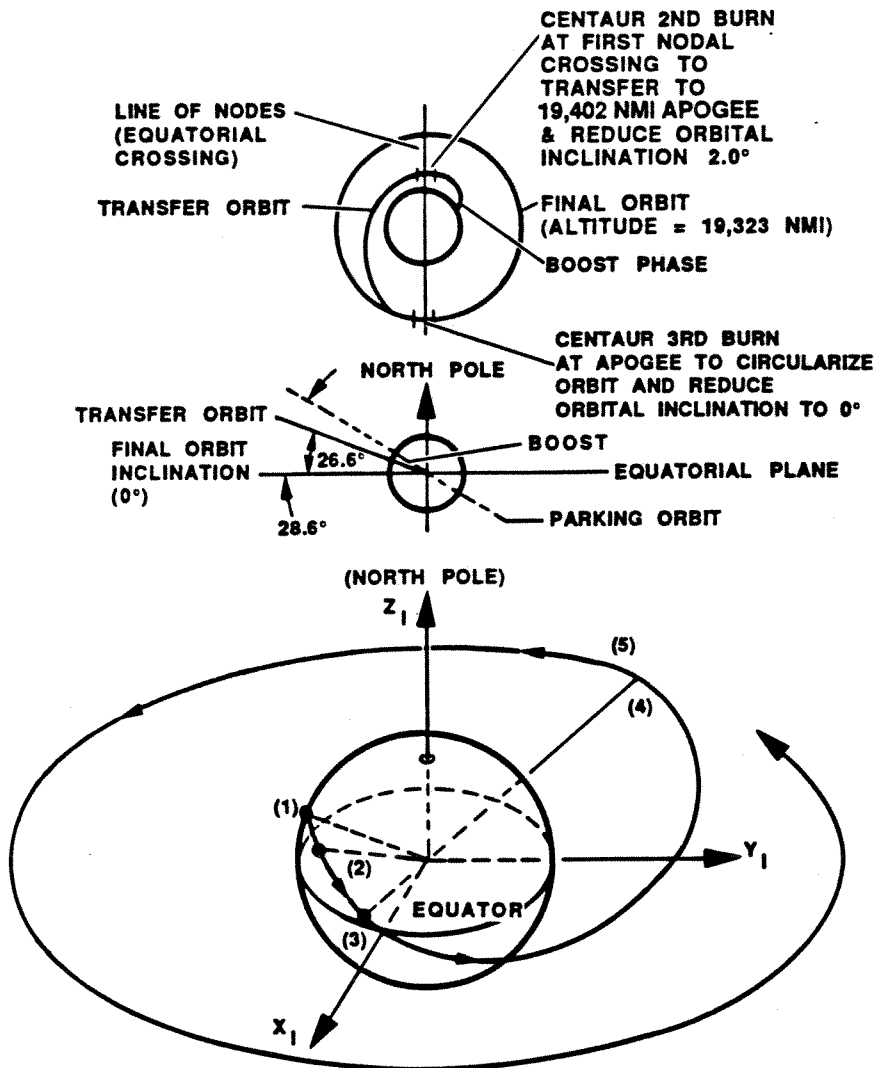 CENTAUR 2ND BURN
AT FIRST NODAL
CROSSING TO
TRANSFER TO
19,402 NMI APOGEE
& REDUCE ORBITAL
INCLINATION 2.0°
LINE OF NODES
(EQUATORIAL
CROSSING)
TRANSFER ORBIT
FINAL ORBIT
(ALTITUDE = 19,323 NMI)
BOOST PHASE
CENTAUR 3RD BURN
AT APOGEE TO CIRCULARIZE
ORBIT AND REDUCE
ORBITAL INCLINATION TO 0°
NORTH POLE
TRANSFER ORBIT
FINAL ORBIT
INCLINATION
(0°)
26.6°
28.6°
BOOST
EQUATORIAL PLANE
PARKING ORBIT
(NORTH POLE)
Z I
(5)
(4)
(1)
(2)
Y I
EQUATOR
(3)
X I